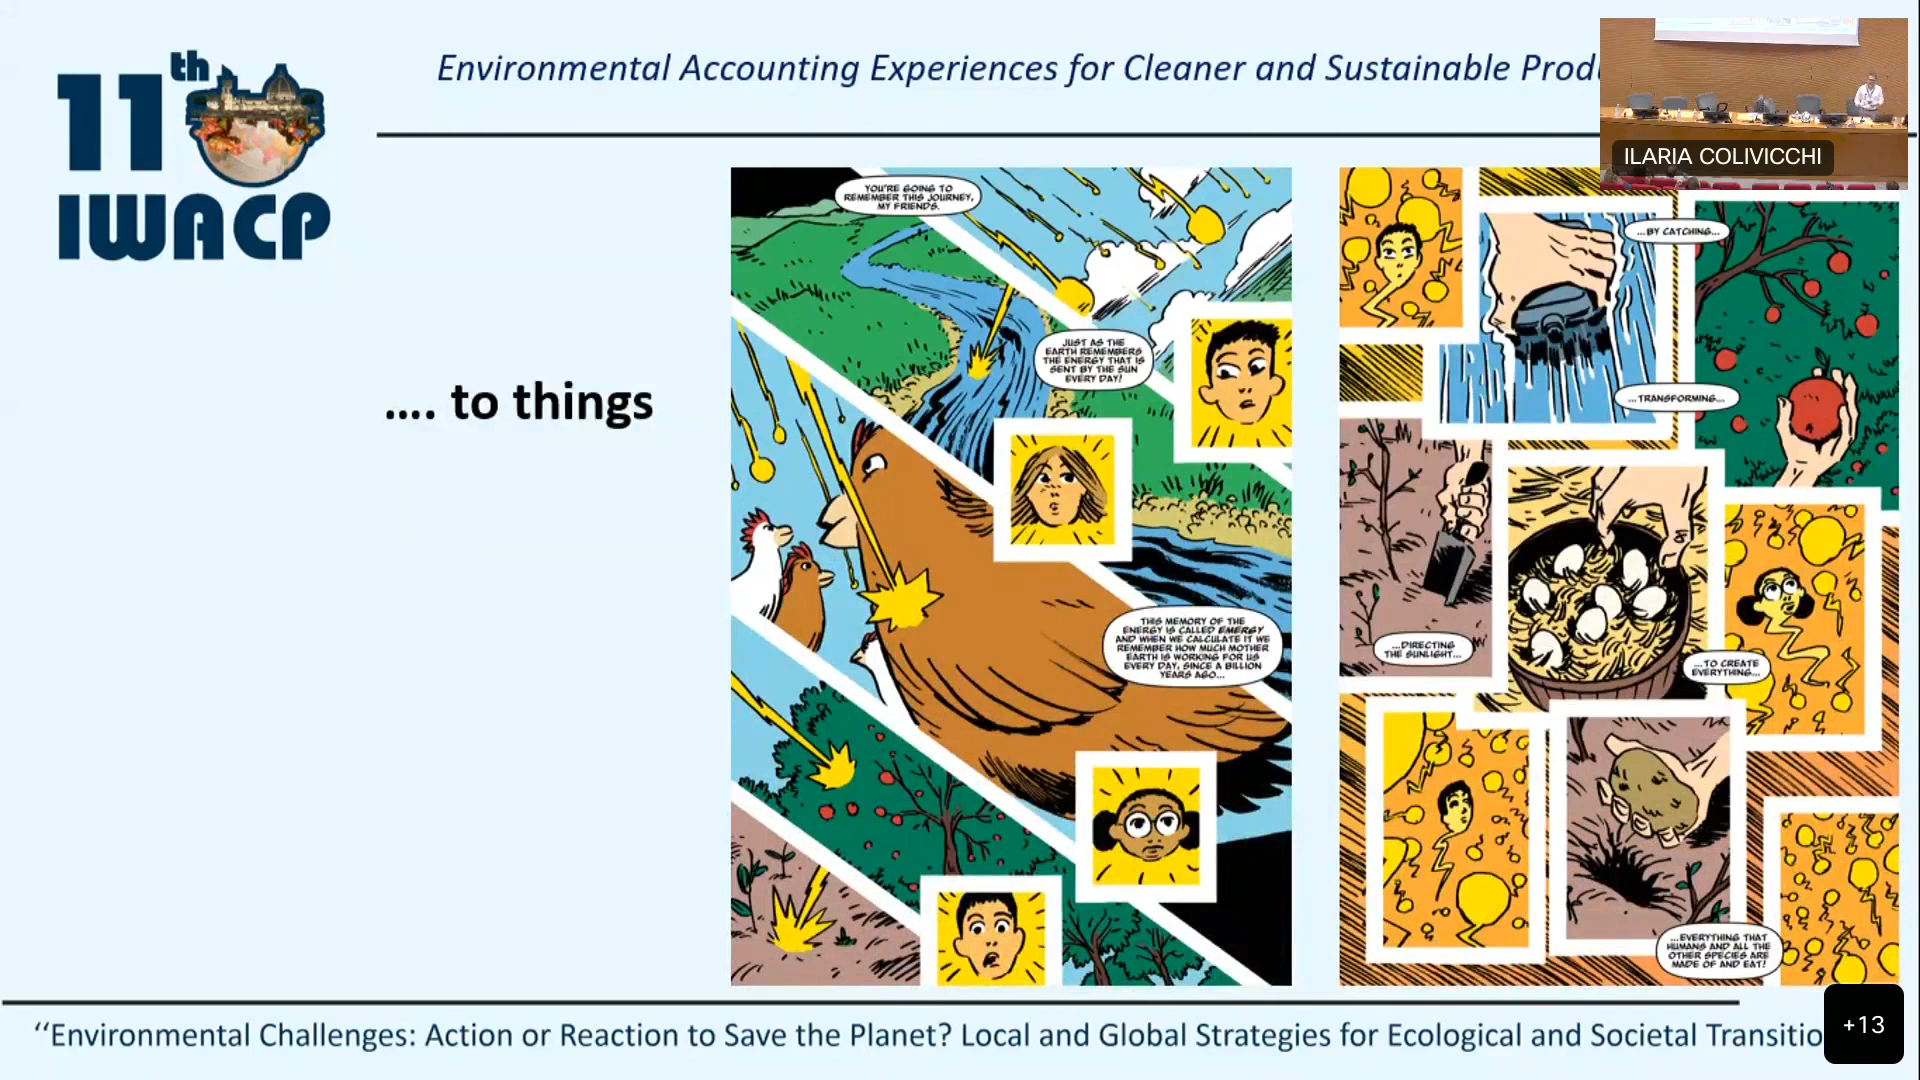 11th
IWACP
Environmental Accounting Experiences for Cleaner and Sustainable Prod
ILARIA COLIVICCHI
.... to things
YOU'RE GOING TO
REMEMBER THIS JOURNEY,
MY FRIENDS.
JUST AS THE
EARTH REMEMBERS
THE ENERGY THAT IS
SENT BY THE SUN
EVERY DAY!
THIS MEMORY OF THE
ENERGY IS CALLED EMERGY
AND WHEN WE CALCULATE IT WE
REMEMBER HOW MUCH MOTHER
EARTH IS WORKING FOR US
EVERY DAY, SINCE A BILLION
YEARS AGO...
...BY CATCHING...
...TRANSFORMING...
...DIRECTING
THE SUNLIGHT...
...TO CREATE
EVERYTHING...
...EVERYTHING THAT
HUMANS AND ALL THE
OTHER SPECIES ARE
MADE OF AND EAT!
“Environmental Challenges: Action or Reaction to Save the Planet? Local and Global Strategies for Ecological and Societal Transitio
+13